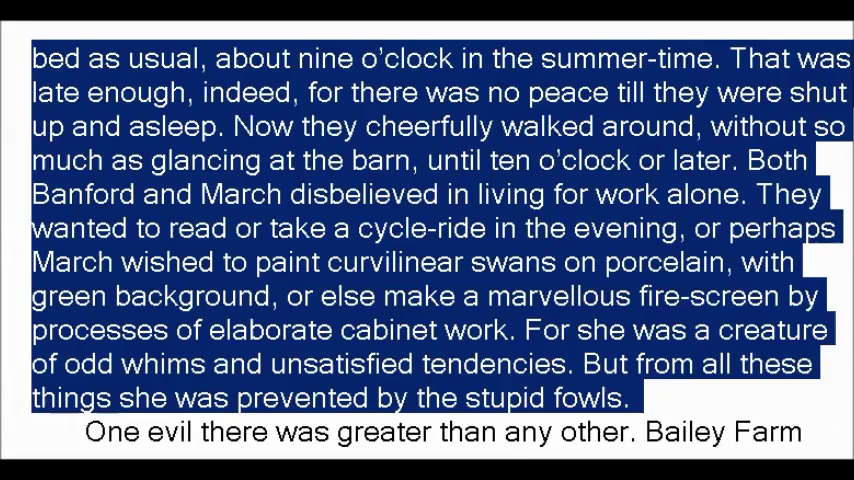 bed as usual, about nine o’clock in the summer-time. That was
late enough, indeed, for there was no peace till they were shut
up and asleep. Now they cheerfully walked around, without so
much as glancing at the barn, until ten o’clock or later. Both
Banford and March disbelieved in living for work alone. They
wanted to read or take a cycle-ride in the evening, or perhaps
March wished to paint curvilinear swans on porcelain, with
green background, or else make a marvellous fire-screen by
processes of elaborate cabinet work. For she was a creature
of odd whims and unsatisfied tendencies. But from all these
things she was prevented by the stupid fowls.
One evil there was greater than any other. Bailey Farm